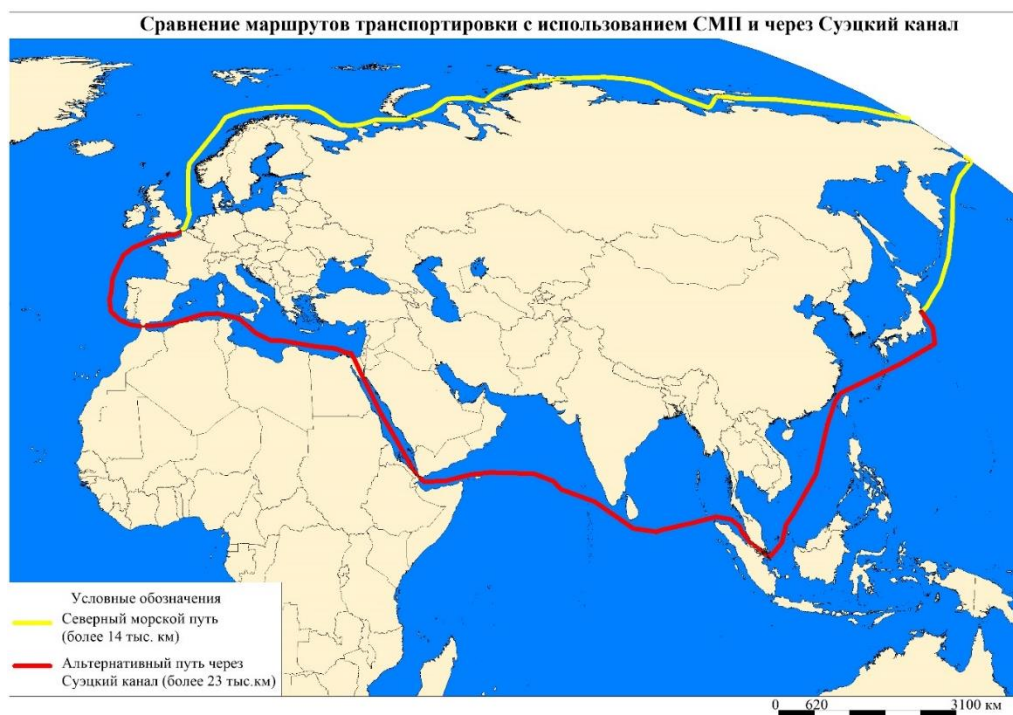 Сравнение маршрутов транспортировки с использованием СМП и через Суэцкий канал
Условные обозначения
Северный морской путь
(более 14 тыс. км)
Альтернативный путь через
Суэцкий канал (более 23 тыс.км)
0 620 3100 км